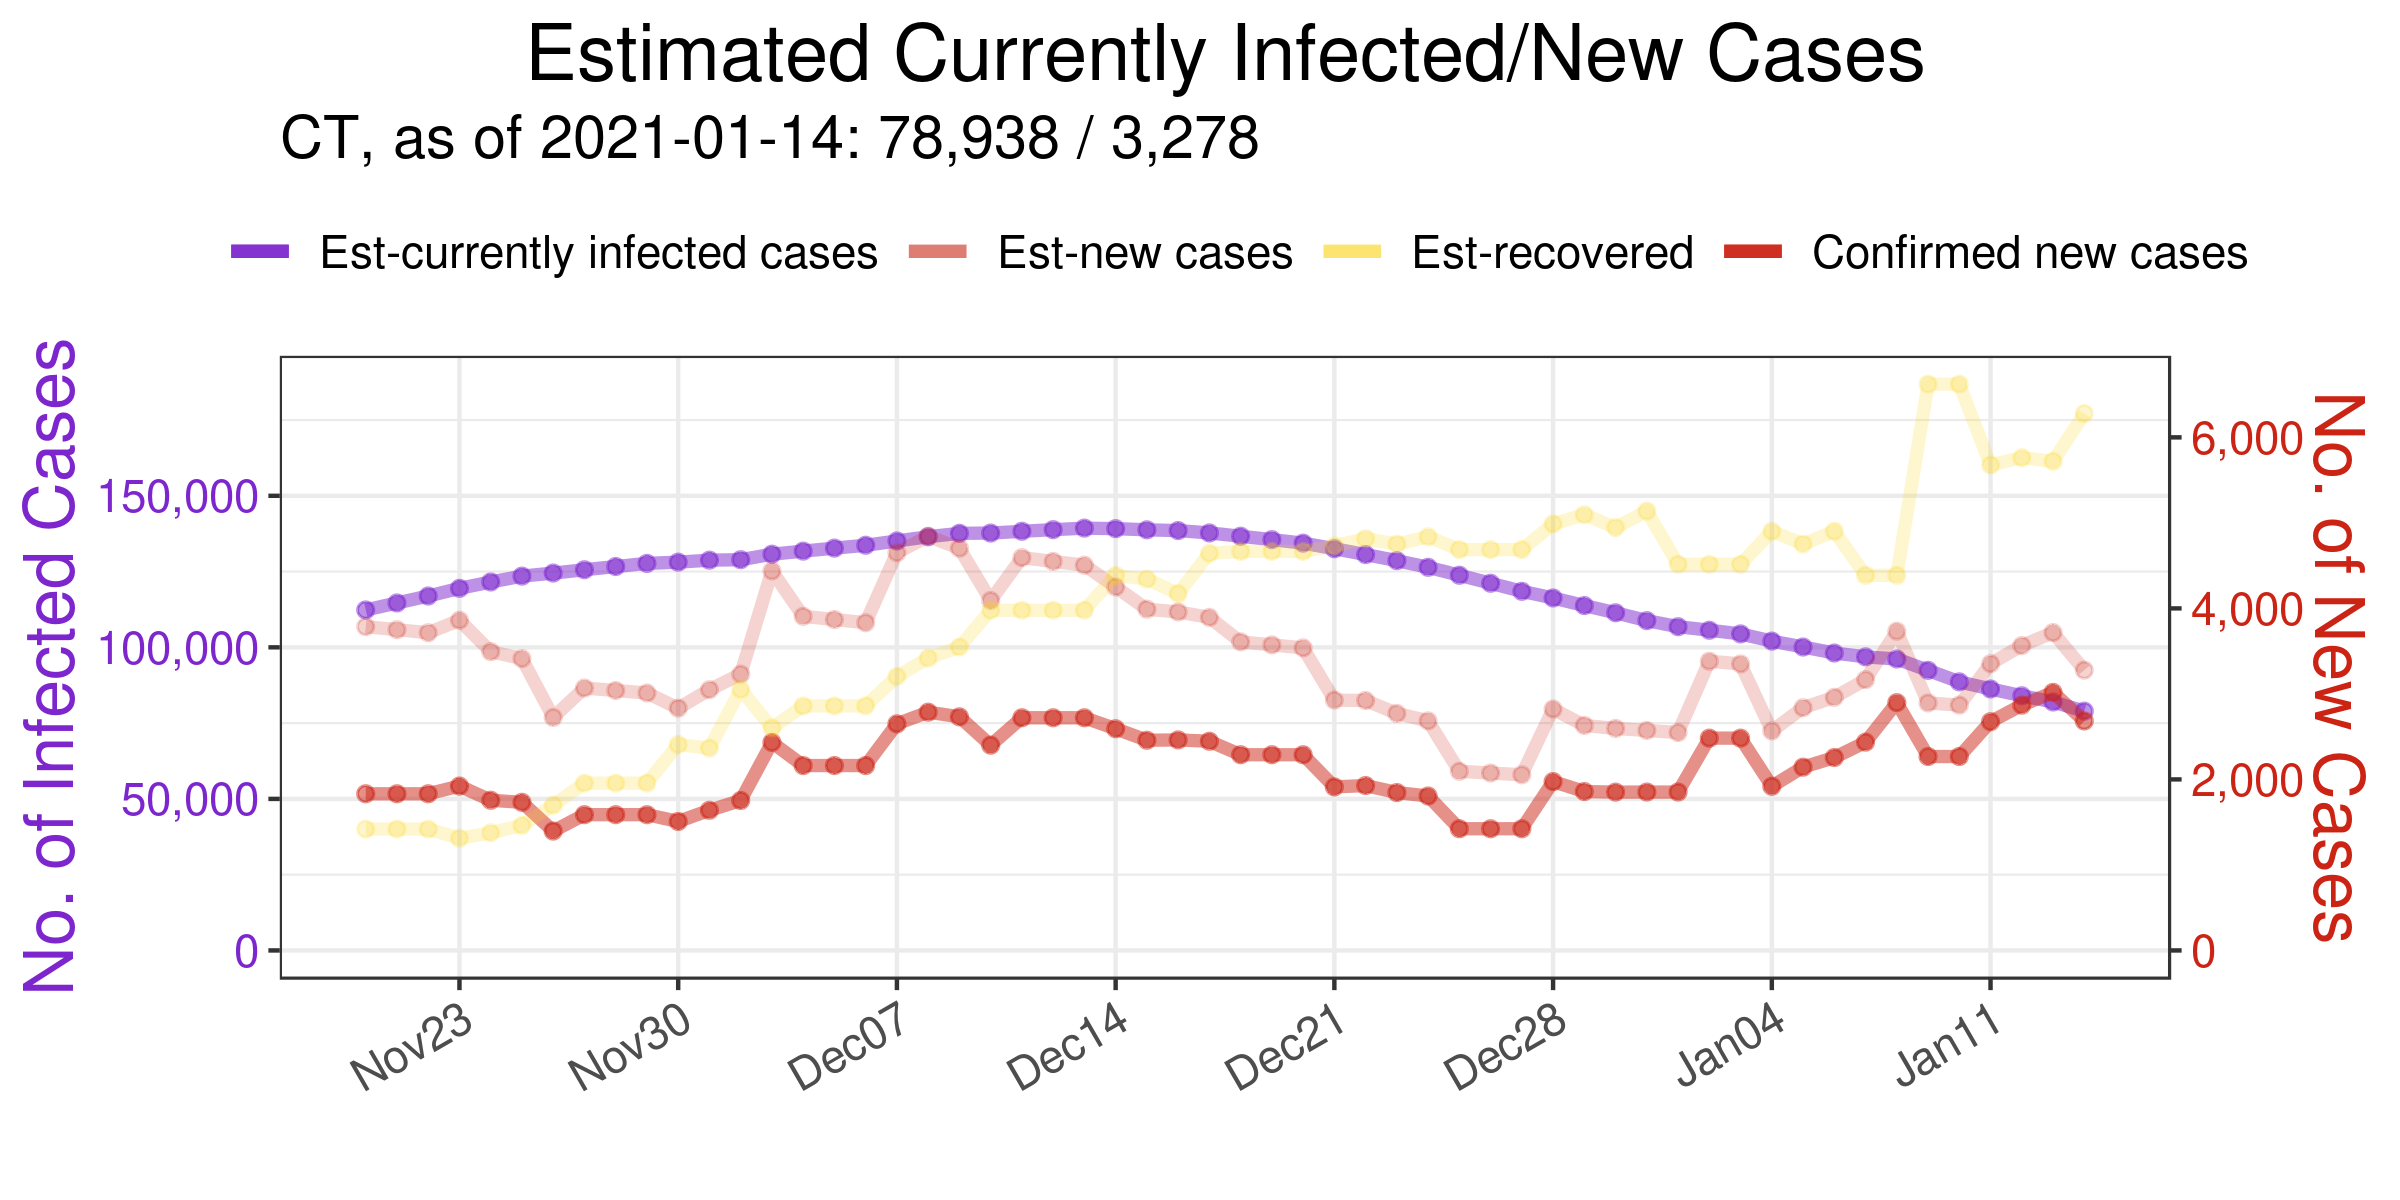 Estimated Currently Infected/New Cases
CT, as of 2021-01-14: 78,938 / 3,278
Est-currently infected cases Est-new cases Est-recovered Confirmed new cases
No. of Infected Cases
150,000
100,000
50,000
0
6,000
4,000
2,000
0
No. of New Cases
Nov23 Nov30 Dec07 Dec14 Dec21 Dec28 Jan04 Jan11